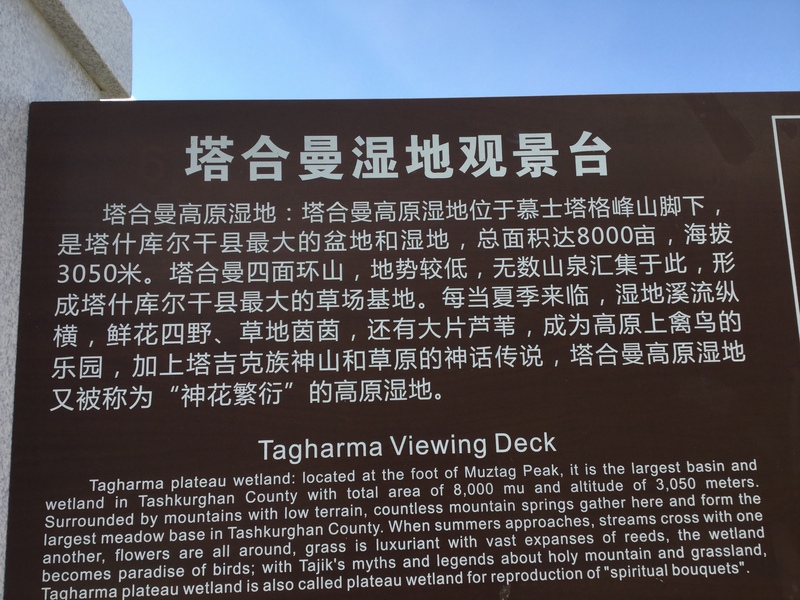 塔合曼湿地观景台
塔合曼高原湿地：塔合曼高原湿地位于慕士塔格峰山脚下，
是塔什库尔干县最大的盆地和湿地，总面积达8000亩，海拔
3050米。塔合曼四面环山，地势较低，无数山泉汇集于此，形
成塔什库尔干县最大的草场基地。每当夏季来临，湿地溪流纵
横，鲜花四野、草地茵茵，还有大片芦苇，成为高原上禽鸟的
乐园，加上塔吉克族神山和草原的神话传说，塔合曼高原湿地
又被称为“神花繁衍”的高原湿地。
Tagharma Viewing Deck
Tagharma plateau wetland: located at the foot of Muztag Peak, it is the largest basin and
wetland in Tashkurghan County with total area of 8,000 mu and altitude of 3,050 meters.
Surrounded by mountains with low terrain, countless mountain springs gather here and form the
largest meadow base in Tashkurghan County. When summers approaches, streams cross with one
another, flowers are all around, grass is luxuriant with vast expanses of reeds, the wetland
becomes paradise of birds; with Tajik's myths and legends about holy mountain and grassland,
Tagharma plateau wetland is also called plateau wetland for reproduction of "spiritual bouquets".